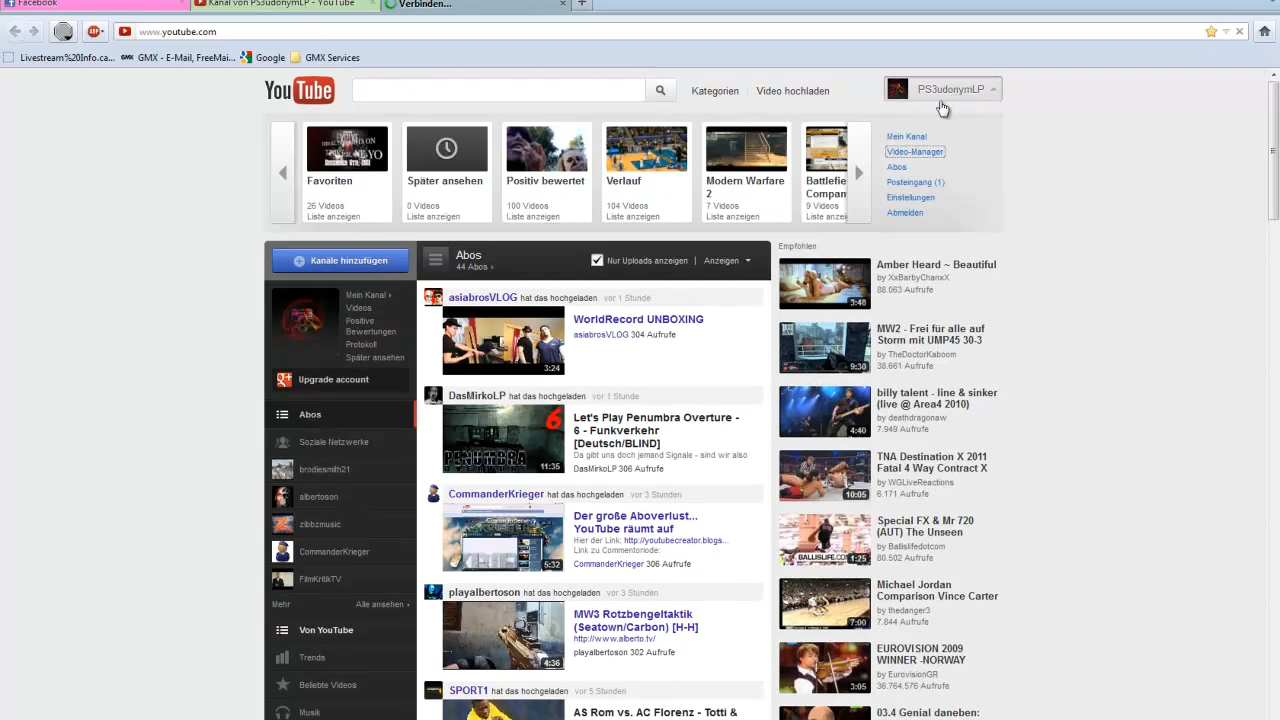 Facebook
Kanal von PS3udonymLP - YouTube
Verbinden...
www.youtube.com
Livestream%20Info.ca...
GMX - E-Mail, FreeMai...
Google
GMX Services
YouTube
Kategorien
Video hochladen
PS3udonymLP
Mein Kanal
Video-Manager
Abos
Posteingang (1)
Einstellungen
Abmelden
Favoriten
26 Videos
Liste anzeigen
Später ansehen
0 Videos
Liste anzeigen
Positiv bewertet
100 Videos
Liste anzeigen
Verlauf
104 Videos
Liste anzeigen
Modern Warfare
2
7 Videos
Liste anzeigen
Battlefie
Compan
9 Videos
Liste anzei
Kanäle hinzufügen
Mein Kanal ›
Videos
Positive
Bewertungen
Protokoll
Später ansehen
Upgrade account
Abos
Soziale Netzwerke
brodiesmith21
albertoson
zibbzmusic
CommanderKrieger
FilmKritikTV
Mehr
Alle ansehen ›
Von YouTube
Trends
Beliebte Videos
Musik
Abos
44 Abos ›
Nur Uploads anzeigen
Anzeigen
asiabrosVLOG hat das hochgeladen vor 1 Stunde
WorldRecord UNBOXING
asiabrosVLOG 304 Aufrufe
3:24
DasMirkoLP hat das hochgeladen vor 1 Stunde
Let's Play Penumbra Overture -
6 - Funkverkehr
[Deutsch/BLIND]
Da gibt uns doch jemand Signale - sind wir also
DasMirkoLP 306 Aufrufe
6
PENUMBRA
11:35
CommanderKrieger hat das hochgeladen vor 3 Stunden
Der große Aboverlust...
YouTube räumt auf
Hier der Link: http://youtubecreator.blogs...
Link zu Commentoriode:
CommanderKrieger 306 Aufrufe
5:32
playalbertoson hat das hochgeladen vor 3 Stunden
MW3 Rotzbengeltaktik
(Seatown/Carbon) [H-H]
http://www.alberto.tv/
playalbertoson 302 Aufrufe
4:36
SPORT1 hat das hochgeladen vor 5 Stunden
AS Rom vs. AC Florenz - Totti &
Empfohlen
Amber Heard ~ Beautiful
by XxBarbyChanxX
88.063 Aufrufe
3:48
MW2 - Frei für alle auf
Storm mit UMP45 30-3
by TheDoctorKaboom
38.661 Aufrufe
9:30
billy talent - line & sinker
(live @ Area4 2010)
by deathdragonaw
7.949 Aufrufe
4:40
TNA Destination X 2011
Fatal 4 Way Contract X
by WGLiveReactions
6.171 Aufrufe
10:05
Special FX & Mr 720
(AUT) The Unseen
by Ballislifedotcom
80.502 Aufrufe
1:25
Michael Jordan
Comparison Vince Carter
by thedanger3
7.844 Aufrufe
7:00
EUROVISION 2009
WINNER -NORWAY
by EurovisionGR
36.764.576 Aufrufe
3:05
03.4 Genial daneben: